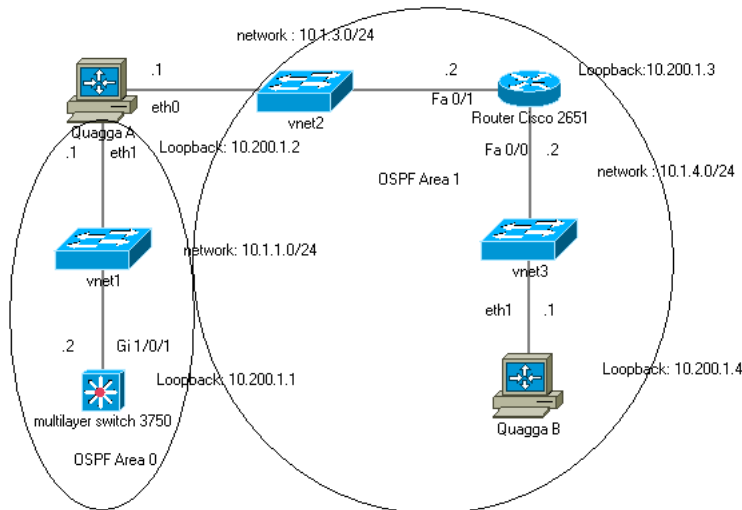 network : 10.1.3.0/24
.1
.2
Loopback:10.200.1.3
eth0
Fa 0/1
vnet2
Router Cisco 2651
Quagga A
.1
eth1
Loopback: 10.200.1.2
Fa 0/0
.2
network : 10.1.4.0/24
OSPF Area 1
network: 10.1.1.0/24
vnet1
vnet3
eth1
.1
.2
Gi 1/0/1
Loopback: 10.200.1.1
Loopback: 10.200.1.4
multilayer switch 3750
Quagga B
OSPF Area 0